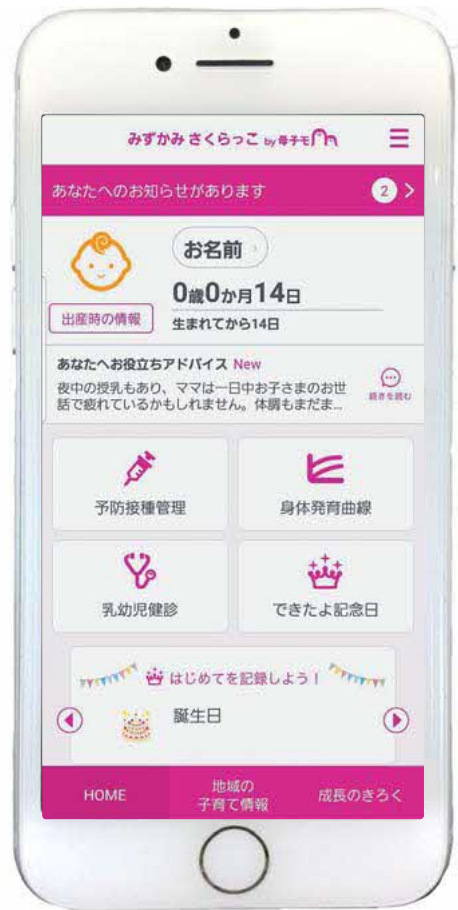 みずかみ さくらっこ by 母子モ
あなたへのお知らせがあります 2
お名前
0歳0か月14日
出産時の情報
生まれてから14日
あなたへお役立ちアドバイス New
夜中の授乳もあり、ママは一日中お子さまのお世
話で疲れているかもしれません。体調もまだま...
続きを読む
予防接種管理
身体発育曲線
乳幼児健診
できたよ記念日
はじめてを記録しよう！
誕生日
HOME
地域の
子育て情報
成長のきろく